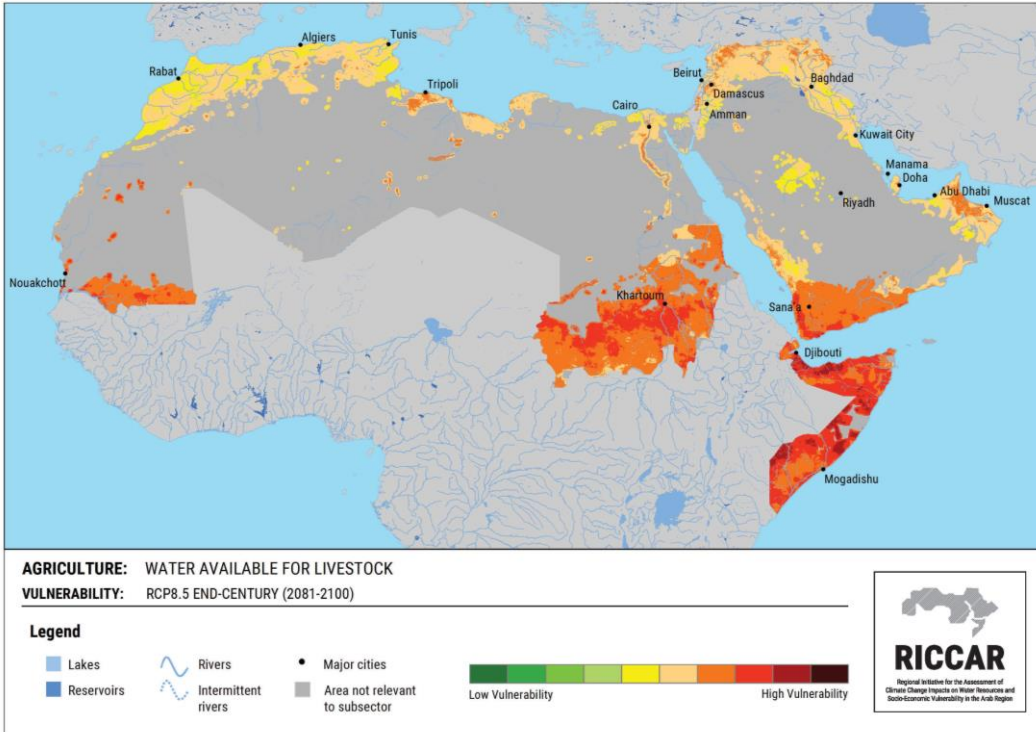 Algiers
Tunis
Rabat
Tripoli
Beirut
Damascus
Baghdad
Cairo
Amman
Kuwait City
Manama
Doha
Abu Dhabi
Muscat
Riyadh
Nouakchott
Khartoum
Sana'a
Djibouti
Mogadishu
AGRICULTURE: WATER AVAILABLE FOR LIVESTOCK
VULNERABILITY: RCP8.5 END-CENTURY (2081-2100)
Legend
Lakes
Reservoirs
Rivers
Intermittent
rivers
Major cities
Area not relevant
to subsector
Low Vulnerability
High Vulnerability
RICCAR
Regional Initiative for the Assessment of
Climate Change Impacts on Water Resources and
Socio-Economic Vulnerability in the Arab Region